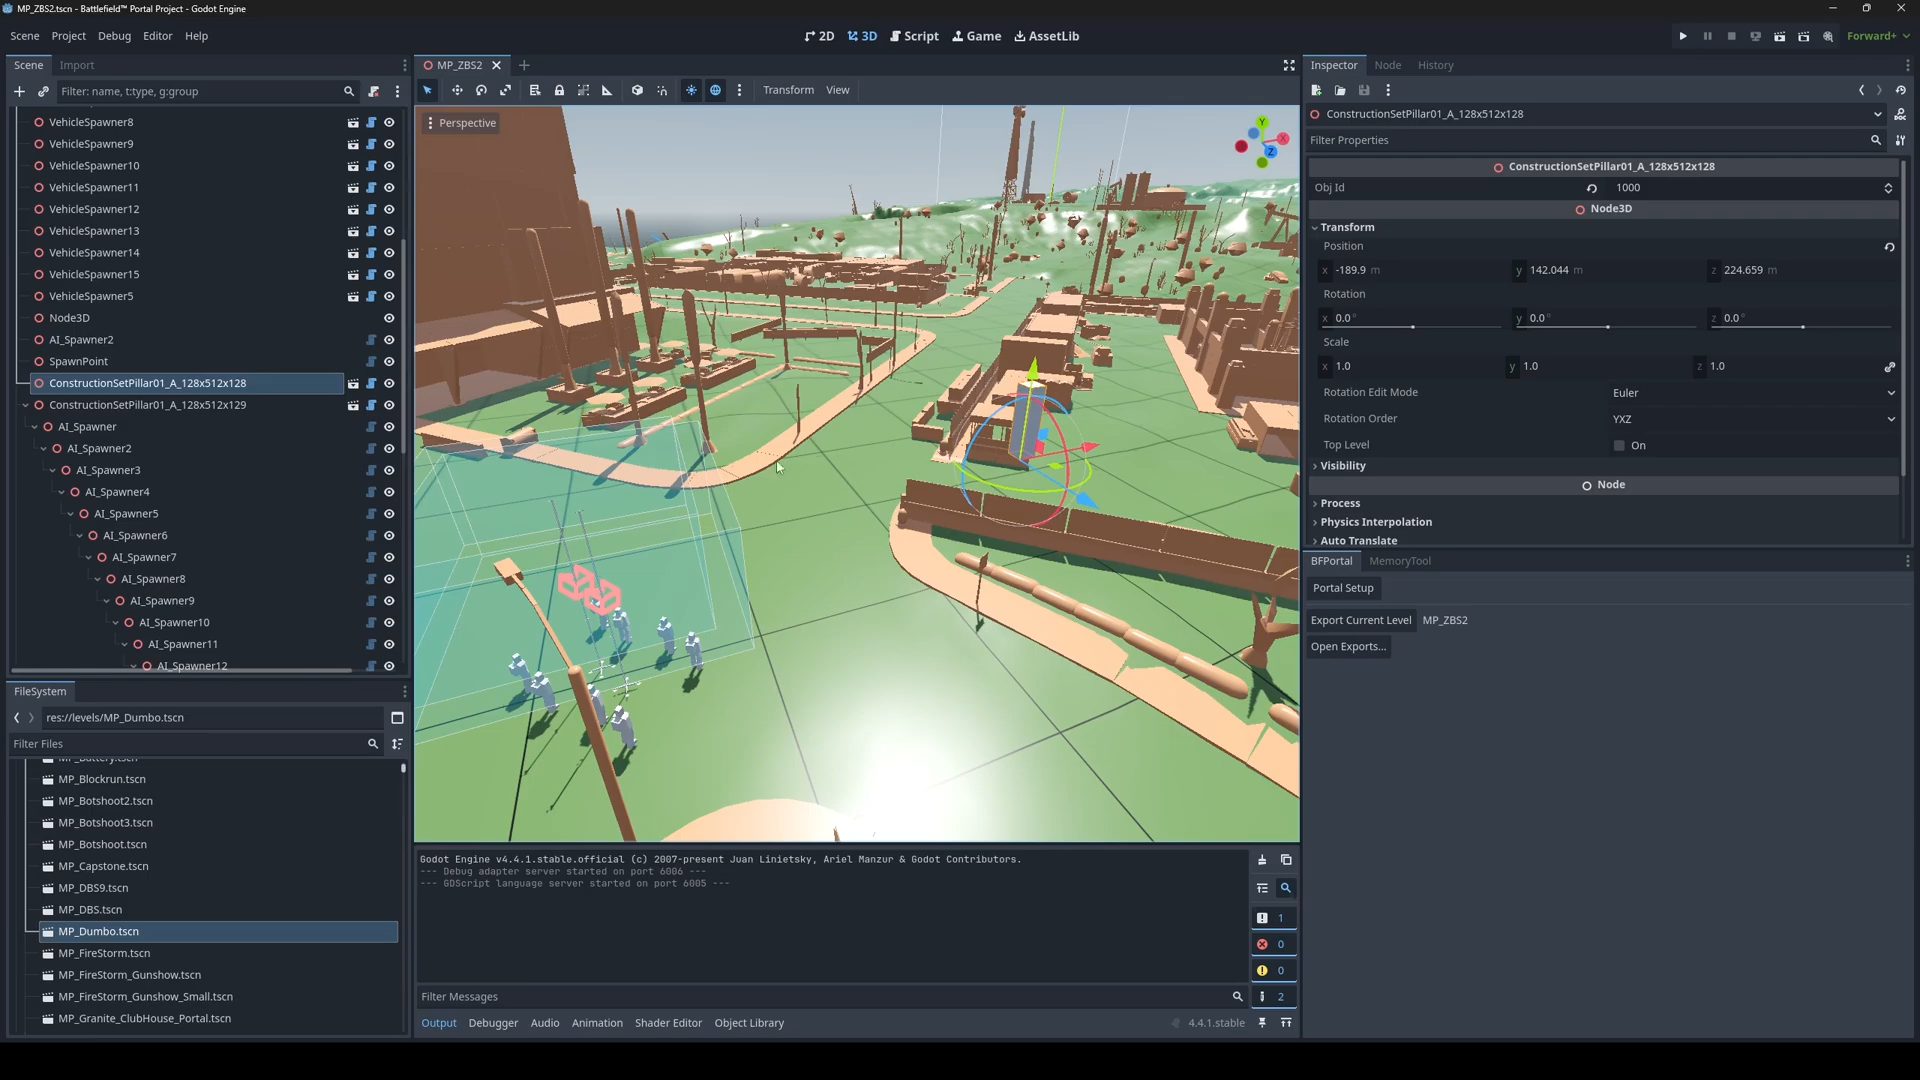 MP_ZBS2.tscn - Battlefield™ Portal Project - Godot Engine
Scene Project Debug Editor Help
2D 3D Script Game AssetLib
Forward+
Scene Import
Filter: name, t:type, g:group
VehicleSpawner8
VehicleSpawner9
VehicleSpawner10
VehicleSpawner11
VehicleSpawner12
VehicleSpawner13
VehicleSpawner14
VehicleSpawner15
VehicleSpawner5
Node3D
AI_Spawner2
SpawnPoint
ConstructionSetPillar01_A_128x512x128
ConstructionSetPillar01_A_128x512x129
AI_Spawner
AI_Spawner2
AI_Spawner3
AI_Spawner4
AI_Spawner5
AI_Spawner6
AI_Spawner7
AI_Spawner8
AI_Spawner9
AI_Spawner10
AI_Spawner11
AI_Spawner12
FileSystem
res://levels/MP_Dumbo.tscn
Filter Files
MP_Battery.tscn
MP_Blockrun.tscn
MP_Botshoot2.tscn
MP_Botshoot3.tscn
MP_Botshoot.tscn
MP_Capstone.tscn
MP_DBS9.tscn
MP_DBS.tscn
MP_Dumbo.tscn
MP_FireStorm.tscn
MP_FireStorm_Gunshow.tscn
MP_FireStorm_Gunshow_Small.tscn
MP_Granite_ClubHouse_Portal.tscn
MP_ZBS2
Transform View
Perspective
Y
X
Z
Godot Engine v4.4.1.stable.official (c) 2007-present Juan Linietsky, Ariel Manzur & Godot Contributors.
--- Debug adapter server started on port 6006 ---
--- GDScript language server started on port 6005 ---
1
0
0
2
Filter Messages
Output Debugger Audio Animation Shader Editor Object Library
4.4.1.stable
Inspector Node History
ConstructionSetPillar01_A_128x512x128
Filter Properties
ConstructionSetPillar01_A_128x512x128
Obj Id 1000
Node3D
Transform
Position
x -189.9 m y 142.044 m z 224.659 m
Rotation
x 0.0 ° y 0.0 ° z 0.0 °
Scale
x 1.0 y 1.0 z 1.0
Rotation Edit Mode Euler
Rotation Order YXZ
Top Level On
Visibility
Node
Process
Physics Interpolation
Auto Translate
BFPortal MemoryTool
Portal Setup
Export Current Level MP_ZBS2
Open Exports...